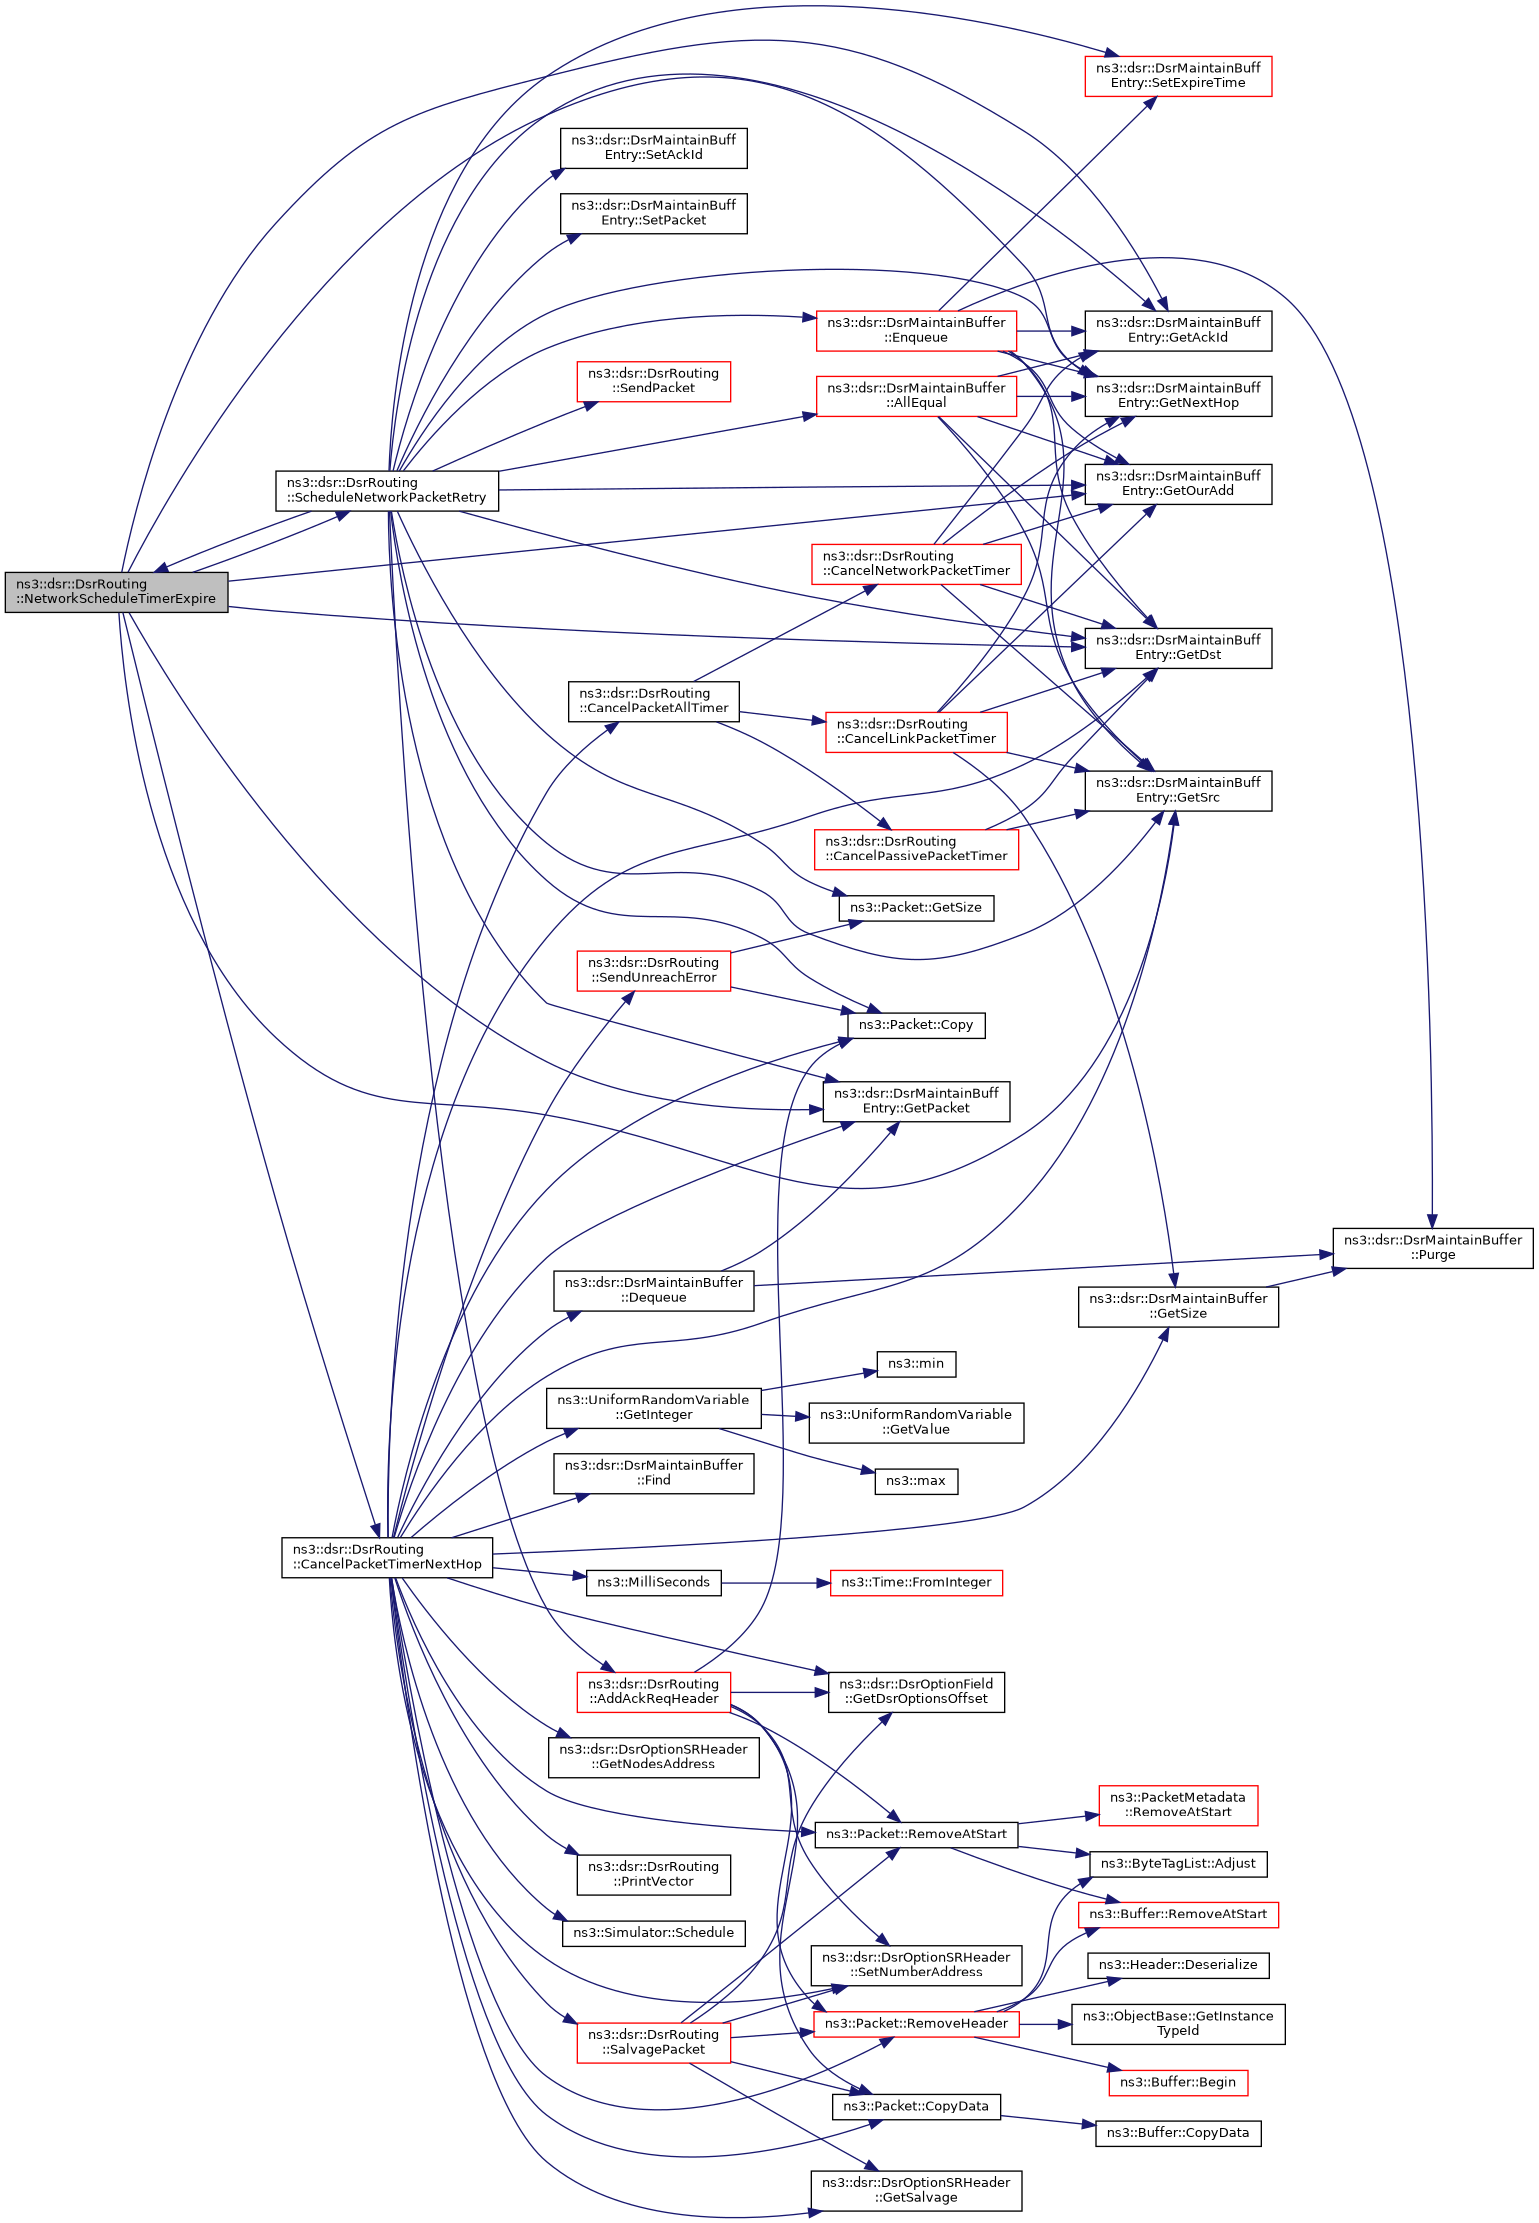 ns3::dsr::DsrMaintainBuff
Entry::SetExpireTime
ns3::dsr::DsrMaintainBuff
Entry::SetAckId
ns3::dsr::DsrMaintainBuff
Entry::SetPacket
ns3::dsr::DsrMaintainBuffer
::Enqueue
ns3::dsr::DsrMaintainBuff
Entry::GetAckId
ns3::dsr::DsrRouting
::SendPacket
ns3::dsr::DsrMaintainBuffer
::AllEqual
ns3::dsr::DsrMaintainBuff
Entry::GetNextHop
ns3::dsr::DsrRouting
::ScheduleNetworkPacketRetry
ns3::dsr::DsrMaintainBuff
Entry::GetOurAdd
ns3::dsr::DsrRouting
::NetworkScheduleTimerExpire
ns3::dsr::DsrRouting
::CancelNetworkPacketTimer
ns3::dsr::DsrMaintainBuff
Entry::GetDst
ns3::dsr::DsrRouting
::CancelPacketAllTimer
ns3::dsr::DsrRouting
::CancelLinkPacketTimer
ns3::dsr::DsrMaintainBuff
Entry::GetSrc
ns3::dsr::DsrRouting
::CancelPassivePacketTimer
ns3::Packet::GetSize
ns3::dsr::DsrRouting
::SendUnreachError
ns3::Packet::Copy
ns3::dsr::DsrMaintainBuff
Entry::GetPacket
ns3::dsr::DsrMaintainBuffer
::Purge
ns3::dsr::DsrMaintainBuffer
::Dequeue
ns3::dsr::DsrMaintainBuffer
::GetSize
ns3::min
ns3::UniformRandomVariable
::GetInteger
ns3::UniformRandomVariable
::GetValue
ns3::dsr::DsrMaintainBuffer
::Find
ns3::max
ns3::dsr::DsrRouting
::CancelPacketTimerNextHop
ns3::MilliSeconds
ns3::Time::FromInteger
ns3::dsr::DsrRouting
::AddAckReqHeader
ns3::dsr::DsrOptionField
::GetDsrOptionsOffset
ns3::dsr::DsrOptionSRHeader
::GetNodesAddress
ns3::PacketMetadata
::RemoveAtStart
ns3::Packet::RemoveAtStart
ns3::ByteTagList::Adjust
ns3::dsr::DsrRouting
::PrintVector
ns3::Buffer::RemoveAtStart
ns3::Simulator::Schedule
ns3::dsr::DsrOptionSRHeader
::SetNumberAddress
ns3::Header::Deserialize
ns3::dsr::DsrRouting
::SalvagePacket
ns3::Packet::RemoveHeader
ns3::ObjectBase::GetInstance
TypeId
ns3::Buffer::Begin
ns3::Packet::CopyData
ns3::Buffer::CopyData
ns3::dsr::DsrOptionSRHeader
::GetSalvage